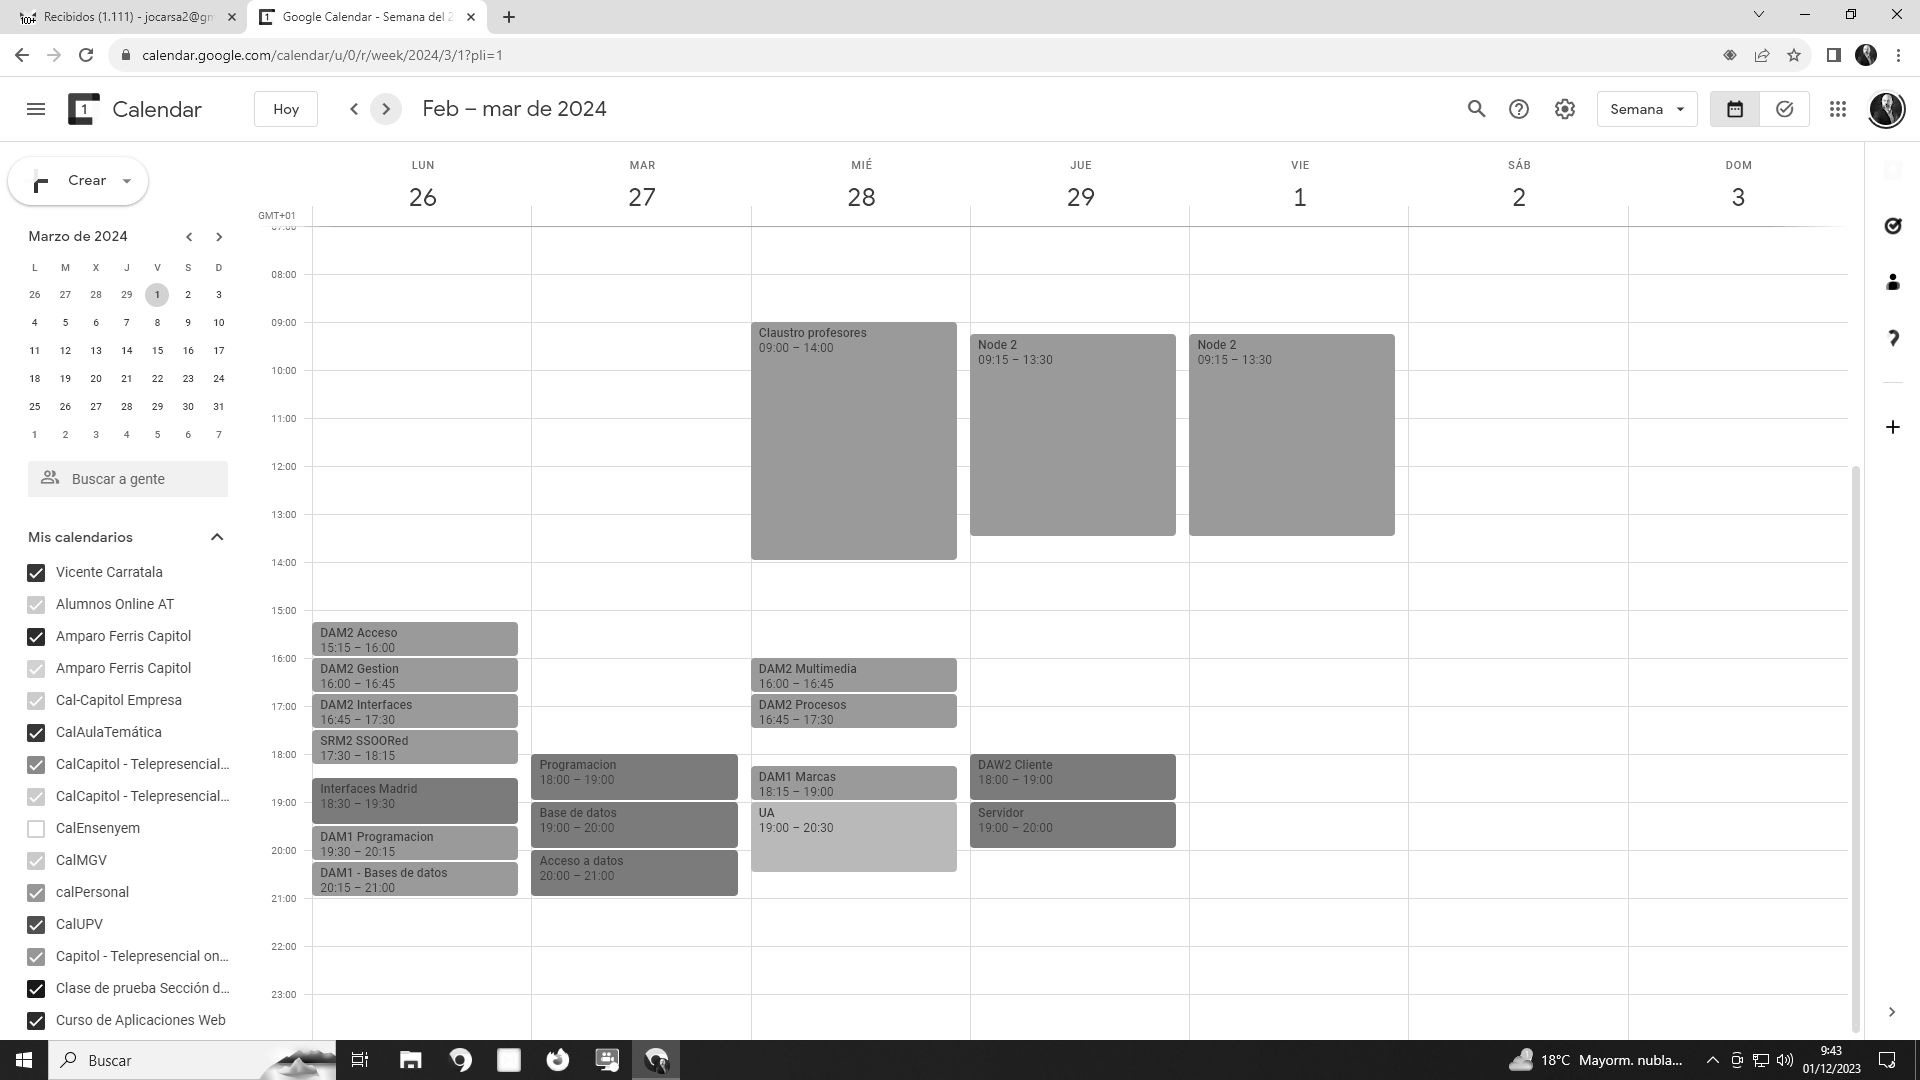 Recibidos (1.111) - jocarsa2@gm
Google Calendar - Semana del 2
calendar.google.com/calendar/u/0/r/week/2024/3/1?pli=1
1 Calendar
Hoy
Feb – mar de 2024
Semana
Crear
LUN
MAR
MIÉ
JUE
VIE
SÁB
DOM
26
27
28
29
1
2
3
GMT+01
Marzo de 2024
L M X J V S D
26 27 28 29 1 2 3
4 5 6 7 8 9 10
11 12 13 14 15 16 17
18 19 20 21 22 23 24
25 26 27 28 29 30 31
1 2 3 4 5 6 7
Buscar a gente
Mis calendarios
Vicente Carratala
Alumnos Online AT
Amparo Ferris Capitol
Amparo Ferris Capitol
Cal-Capitol Empresa
CalAulaTemática
CalCapitol - Telepresencial...
CalCapitol - Telepresencial...
CalEnsenyem
CalMGV
calPersonal
CalUPV
Capitol - Telepresencial on...
Clase de prueba Sección d...
Curso de Aplicaciones Web
07:00
08:00
09:00
10:00
11:00
12:00
13:00
14:00
15:00
16:00
17:00
18:00
19:00
20:00
21:00
22:00
23:00
DAM2 Acceso
15:15 – 16:00
DAM2 Gestion
16:00 – 16:45
DAM2 Interfaces
16:45 – 17:30
SRM2 SSOORed
17:30 – 18:15
Interfaces Madrid
18:30 – 19:30
DAM1 Programacion
19:30 – 20:15
DAM1 - Bases de datos
20:15 – 21:00
Programacion
18:00 – 19:00
Base de datos
19:00 – 20:00
Acceso a datos
20:00 – 21:00
Claustro profesores
09:00 – 14:00
DAM2 Multimedia
16:00 – 16:45
DAM2 Procesos
16:45 – 17:30
DAM1 Marcas
18:15 – 19:00
UA
19:00 – 20:30
Node 2
09:15 – 13:30
DAW2 Cliente
18:00 – 19:00
Servidor
19:00 – 20:00
Node 2
09:15 – 13:30
Buscar
18°C Mayorm. nubla...
9:43
01/12/2023